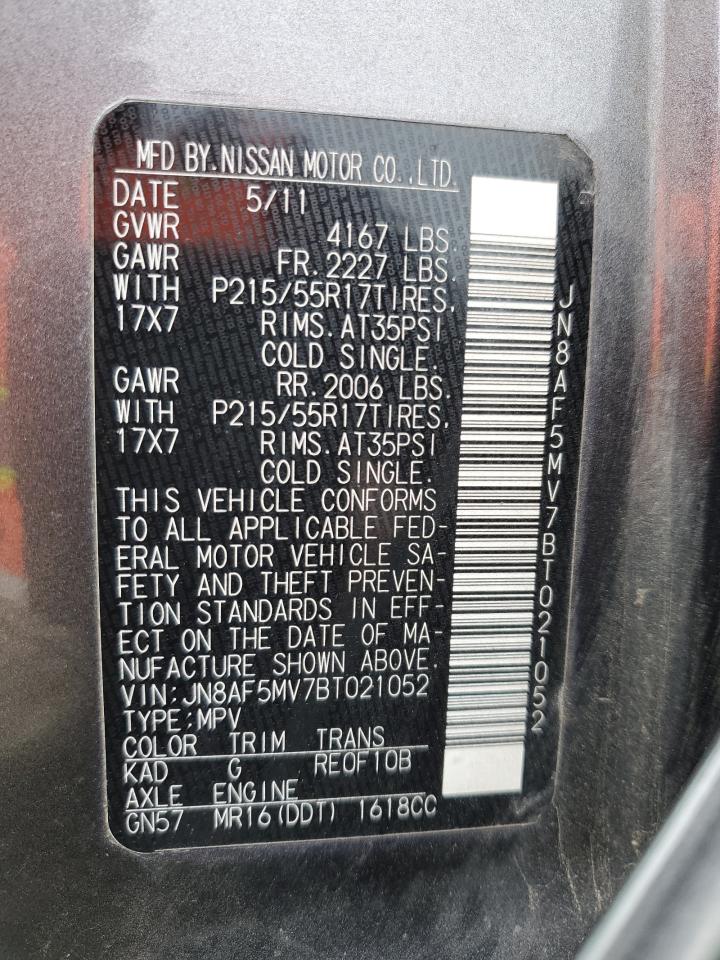 MFD BY.NISSAN MOTOR CO.,LTD.
DATE 5/11
GVWR 4167 LBS.
GAWR FR.2227 LBS.
WITH P215/55R17TIRES,
17X7 RIMS.AT35PSI
COLD SINGLE.
GAWR RR.2006 LBS.
WITH P215/55R17TIRES,
17X7 RIMS.AT35PSI
COLD SINGLE.
THIS VEHICLE CONFORMS
TO ALL APPLICABLE FED-
ERAL MOTOR VEHICLE SA-
FETY AND THEFT PREVEN-
TION STANDARDS IN EFF-
ECT ON THE DATE OF MA-
NUFACTURE SHOWN ABOVE.
VIN:JN8AF5MV7BT021052
TYPE:MPV
COLOR TRIM TRANS
KAD G RE0F10B
AXLE ENGINE
GN57 MR16(DDT) 1618CC
JN8AF5MV7BT021052